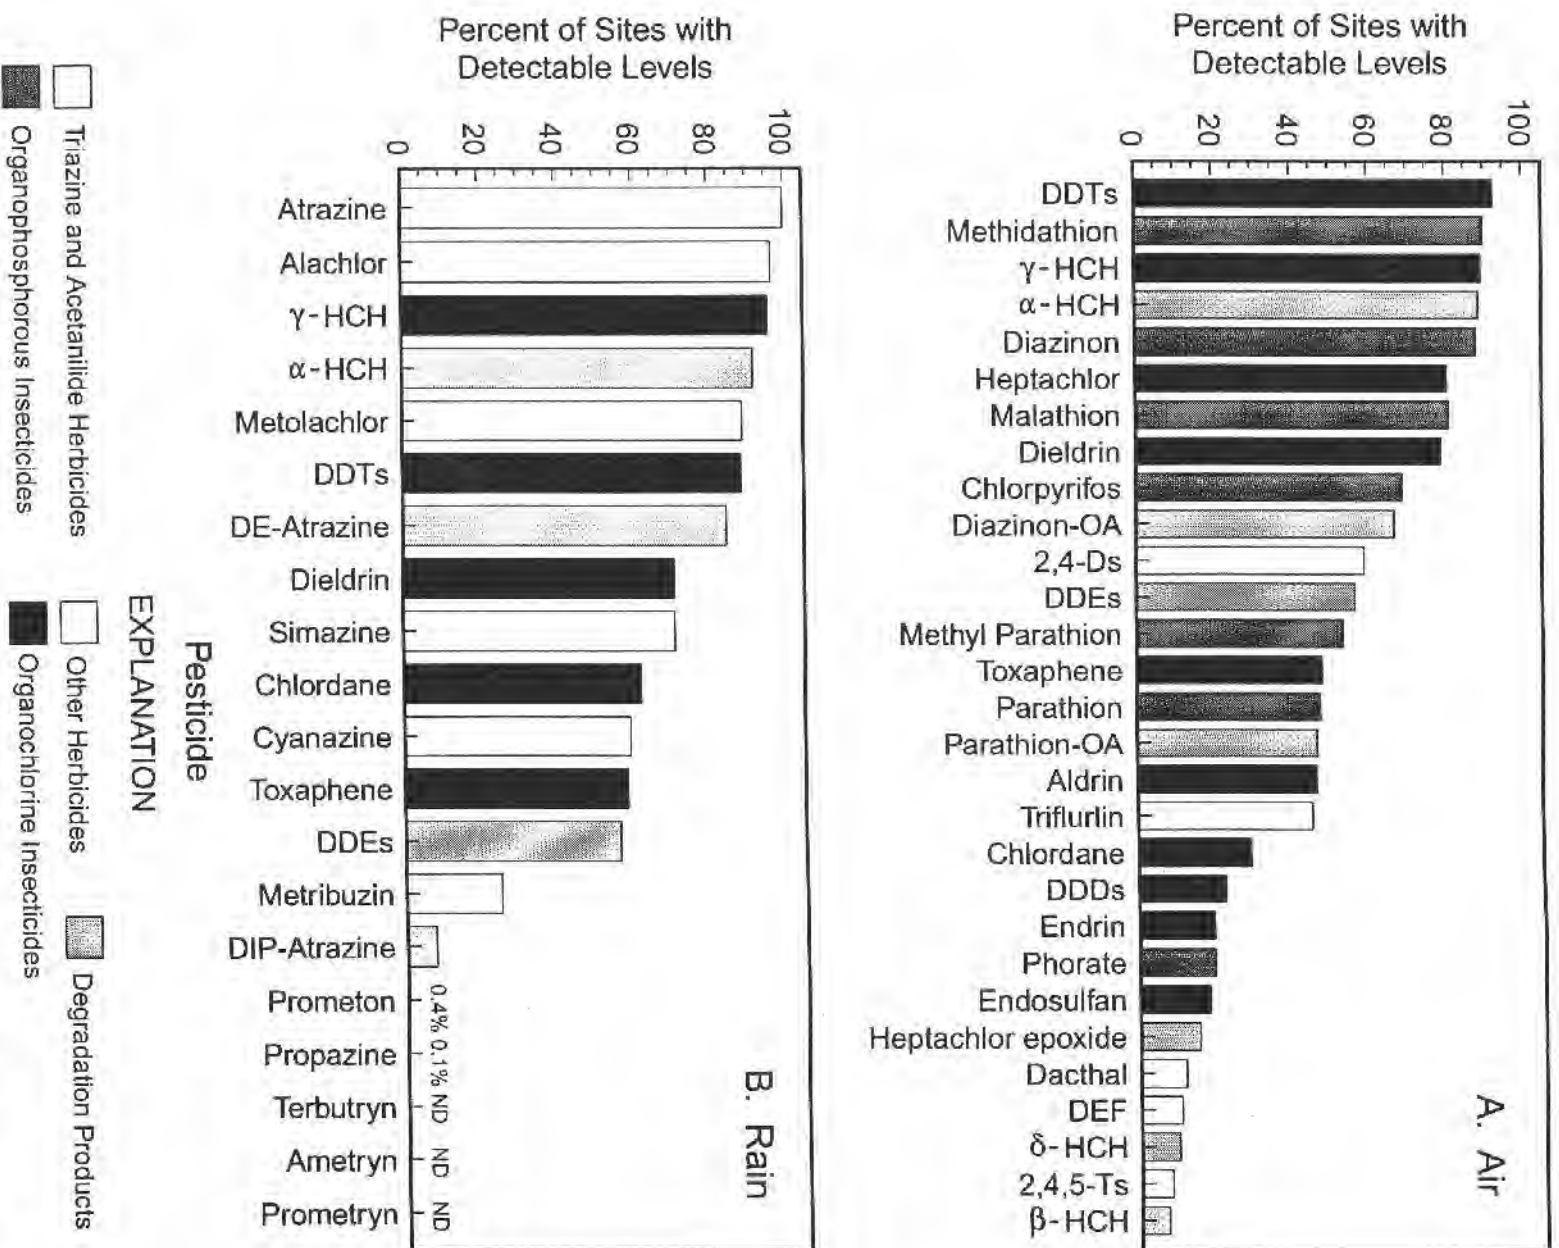 A. Air
Percent of Sites with
Detectable Levels
0
20
40
60
80
100
DDTs
Methidathion
γ-HCH
α-HCH
Diazinon
Heptachlor
Malathion
Dieldrin
Chlorpyrifos
Diazinon-OA
2,4-Ds
DDEs
Methyl Parathion
Toxaphene
Parathion
Parathion-OA
Aldrin
Triflurlin
Chlordane
DDDs
Endrin
Phorate
Endosulfan
Heptachlor epoxide
Dacthal
DEF
δ-HCH
2,4,5-Ts
β-HCH
B. Rain
Percent of Sites with
Detectable Levels
0
20
40
60
80
100
Atrazine
Alachlor
γ-HCH
α-HCH
Metolachlor
DDTs
DE-Atrazine
Dieldrin
Simazine
Chlordane
Cyanazine
Toxaphene
DDEs
Metribuzin
DIP-Atrazine
Prometon
Propazine
Terbutryn
Ametryn
Prometryn
0.4% 0.1% ND ND ND
Pesticide
EXPLANATION
Triazine and Acetanilide Herbicides
Other Herbicides
Degradation Products
Organophosphorous Insecticides
Organochlorine Insecticides